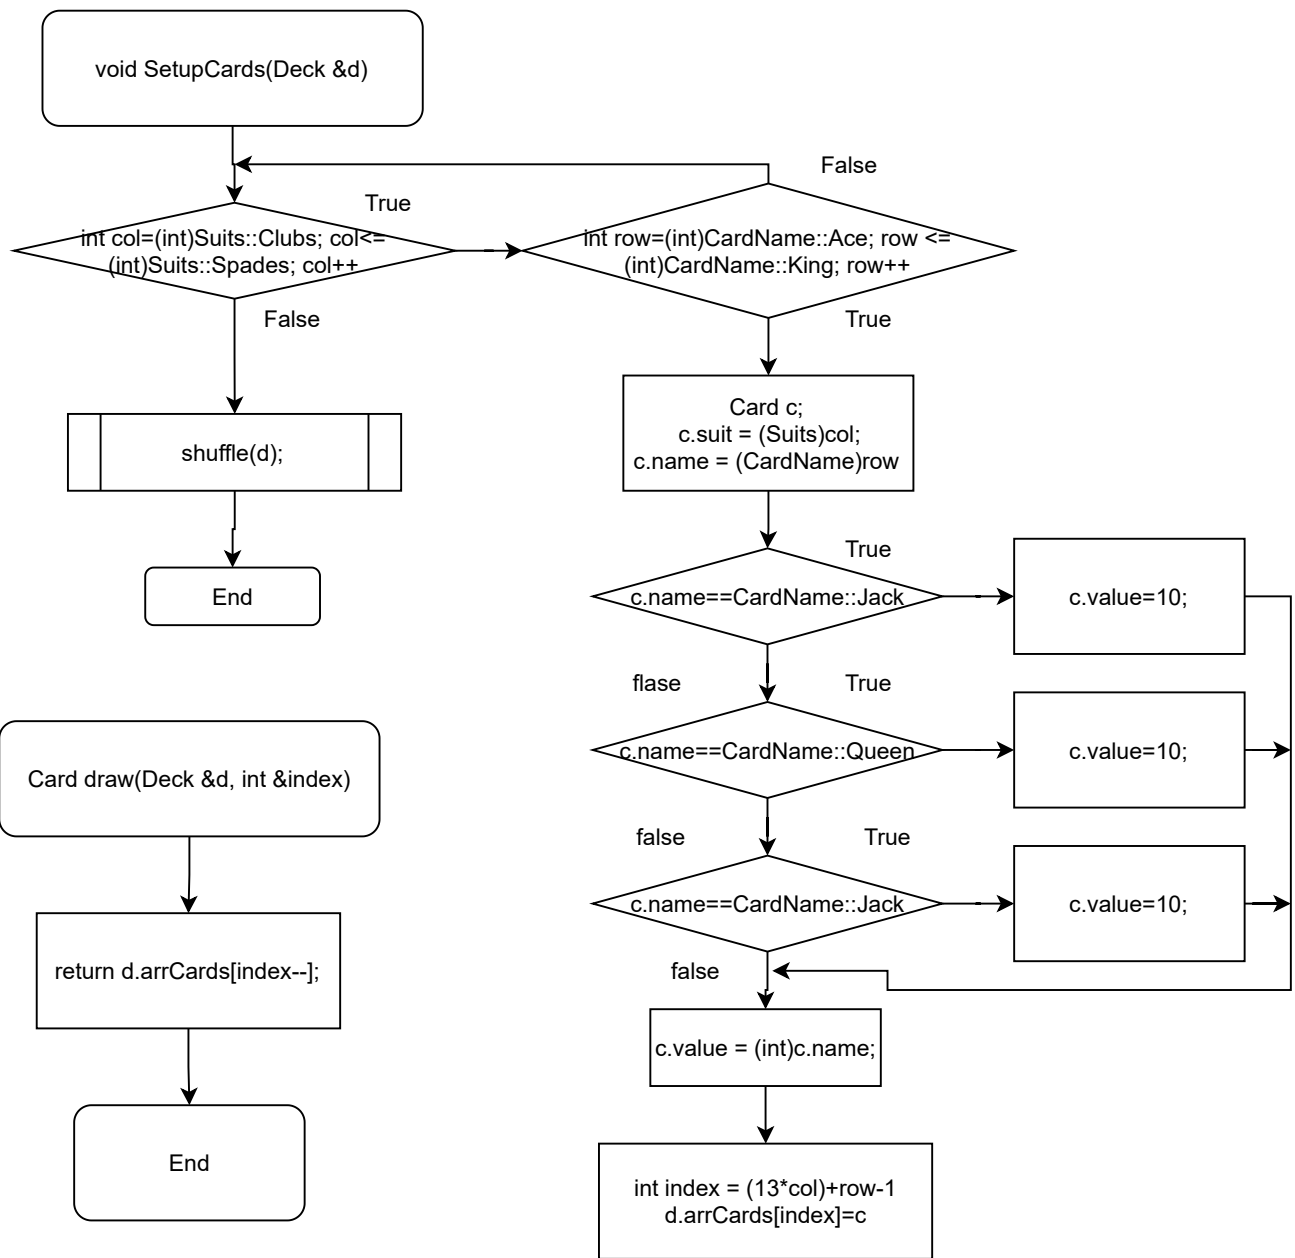 void SetupCards(Deck &d)
False
True
int col=(int)Suits::Clubs; col<=
(int)Suits::Spades; col++
int row=(int)CardName::Ace; row <=
(int)CardName::King; row++
False
True
Card c;
c.suit = (Suits)col;
c.name = (CardName)row
shuffle(d);
True
End
c.name==CardName::Jack
c.value=10;
flase
True
c.name==CardName::Queen
c.value=10;
Card draw(Deck &d, int &index)
false
True
c.name==CardName::Jack
c.value=10;
return d.arrCards[index--];
false
c.value = (int)c.name;
End
int index = (13*col)+row-1
d.arrCards[index]=c